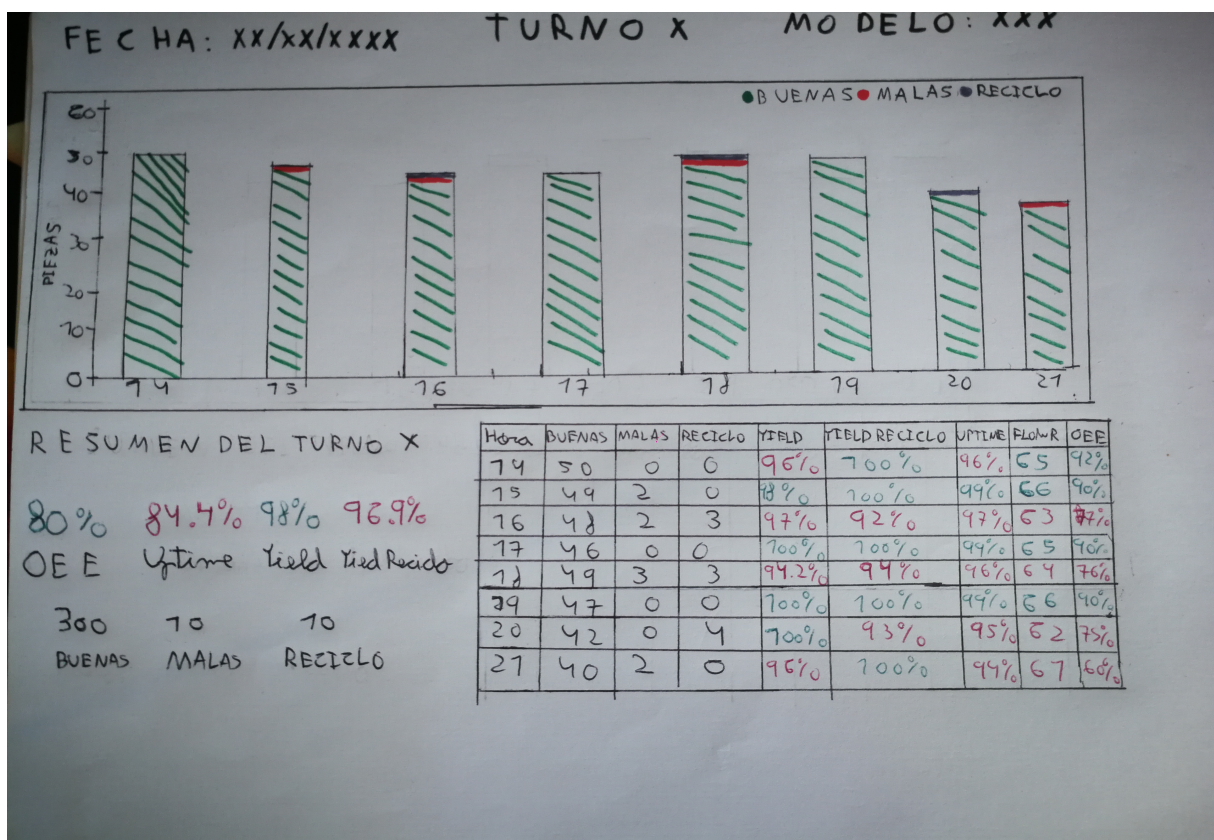 FECHA: XX/XX/XXXX TURNO X MODELO: XXX
BUENAS MALAS RECICLO
PIEZAS
60
50
40
30
20
10
0
14 15 16 17 18 19 20 21
RESUMEN DEL TURNO X
80% 84.4% 98% 96.9%
OEE Uptime Yield Yied Reciclo
300 10 10
BUENAS MALAS RECICLO
Hora BUENAS MALAS RECICLO YIELD YIELD RECICLO UPTIME FLOWR OEE
14 50 0 0 96% 100% 96% 65 92%
15 49 2 0 98% 100% 99% 66 90%
16 48 2 3 97% 92% 97% 63 77%
17 46 0 0 100% 100% 99% 65 90%
18 49 3 3 94.2% 94% 96% 64 76%
19 47 0 0 100% 100% 99% 66 90%
20 42 0 4 100% 93% 95% 62 75%
21 40 2 0 96% 100% 94% 61 60%